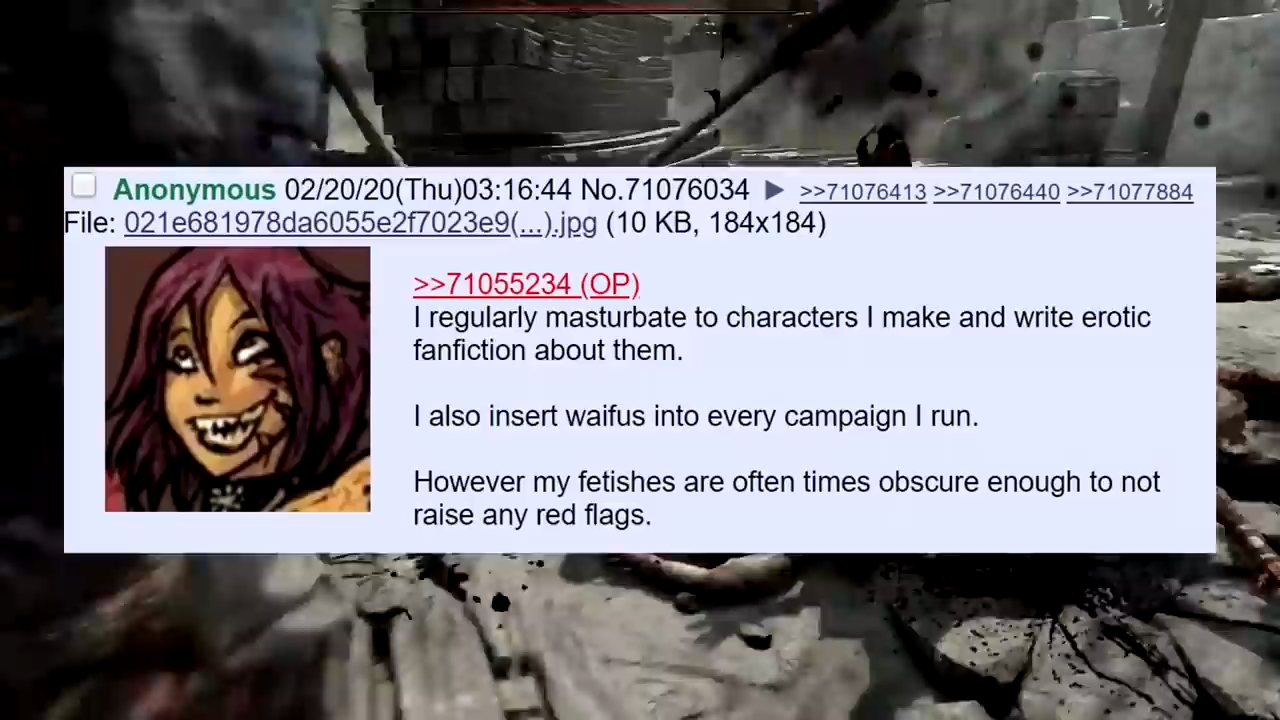 Anonymous 02/20/20(Thu)03:16:44 No.71076034 ▶ >>71076413 >>71076440 >>71077884
File: 021e681978da6055e2f7023e9(...).jpg (10 KB, 184x184)
>>71055234 (OP)
I regularly masturbate to characters I make and write erotic
fanfiction about them.
I also insert waifus into every campaign I run.
However my fetishes are often times obscure enough to not
raise any red flags.